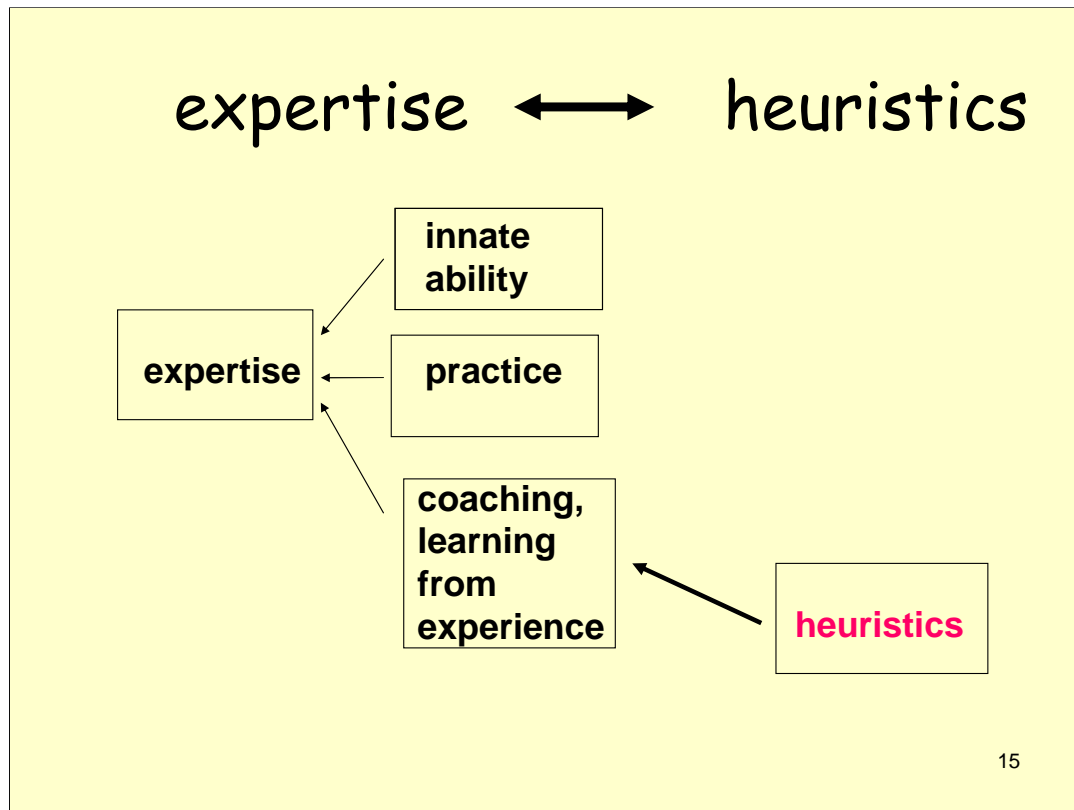 expertise heuristics
innate
ability
expertise
practice
coaching,
learning
from
experience
heuristics
15